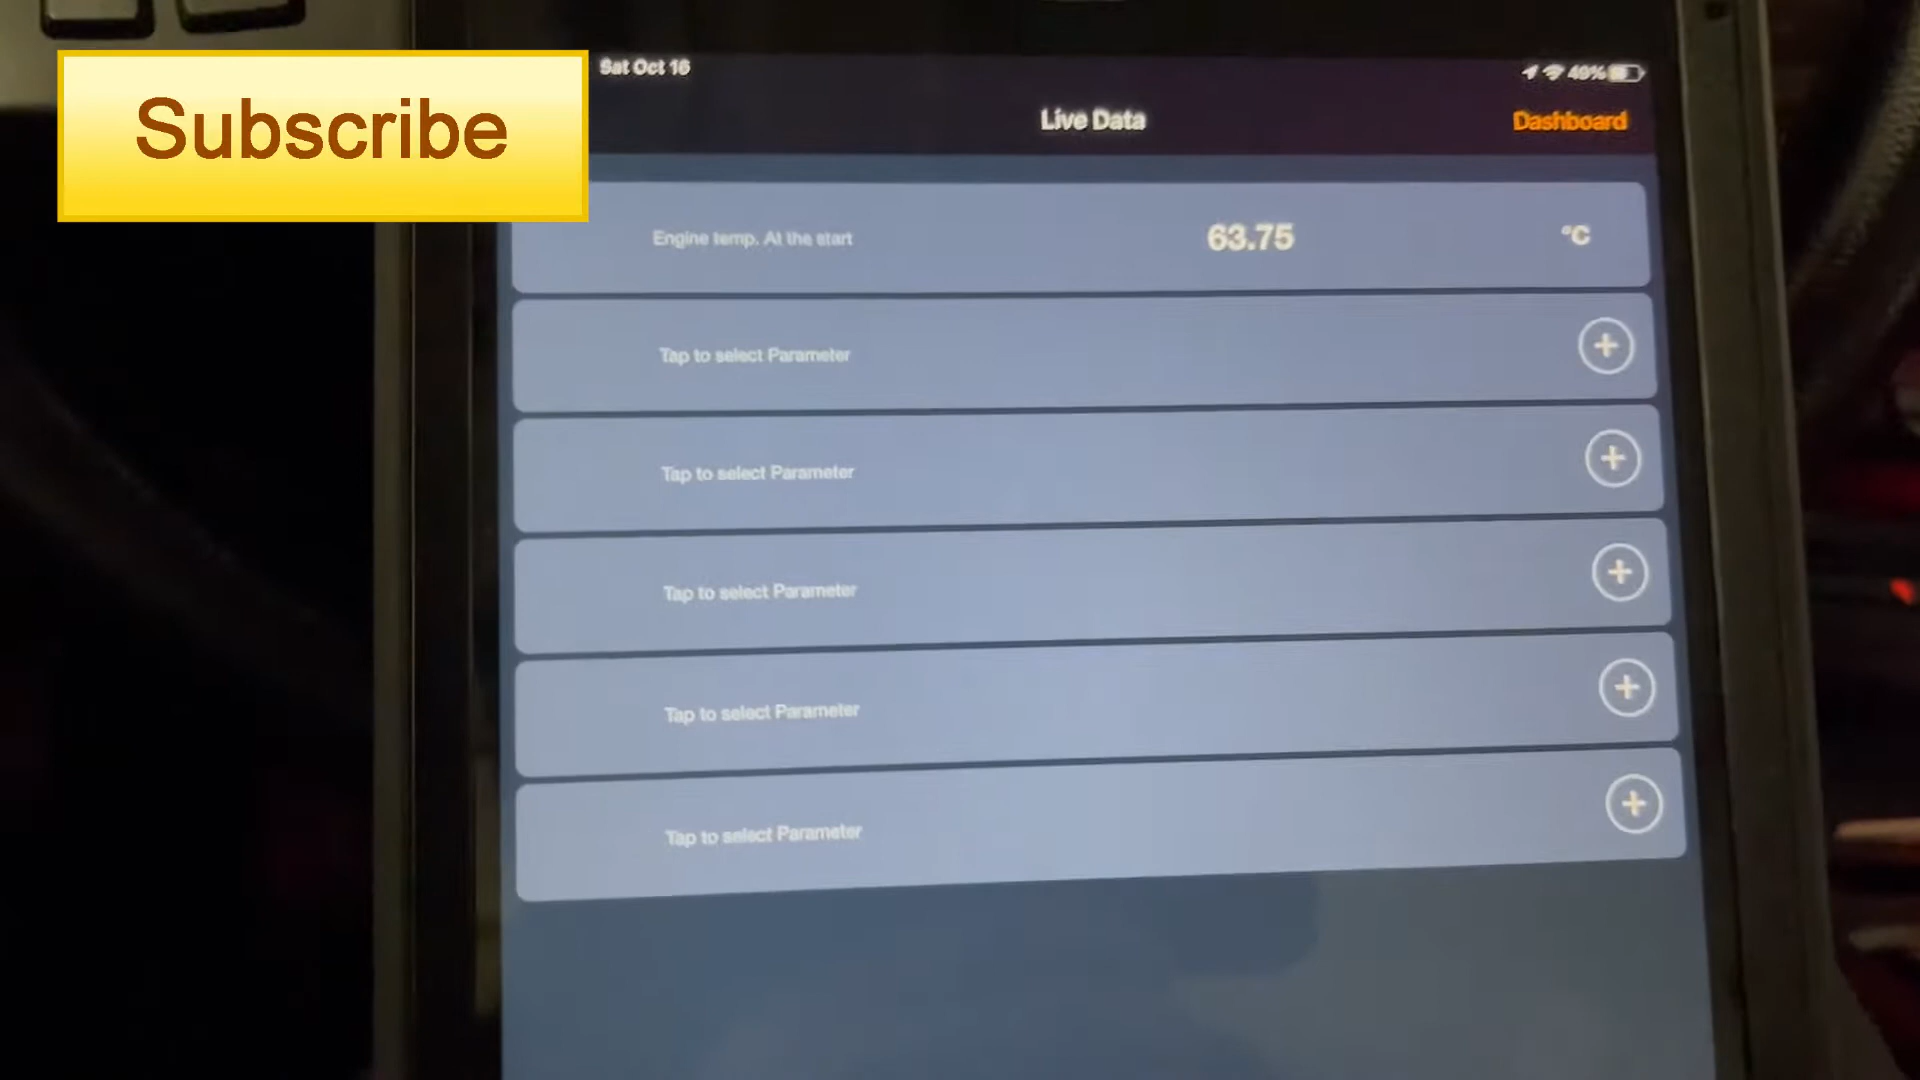 Subscribe
Sat Oct 16
49%
Live Data
Dashboard
Engine temp. At the start
63.75
°C
Tap to select Parameter
Tap to select Parameter
Tap to select Parameter
Tap to select Parameter
Tap to select Parameter